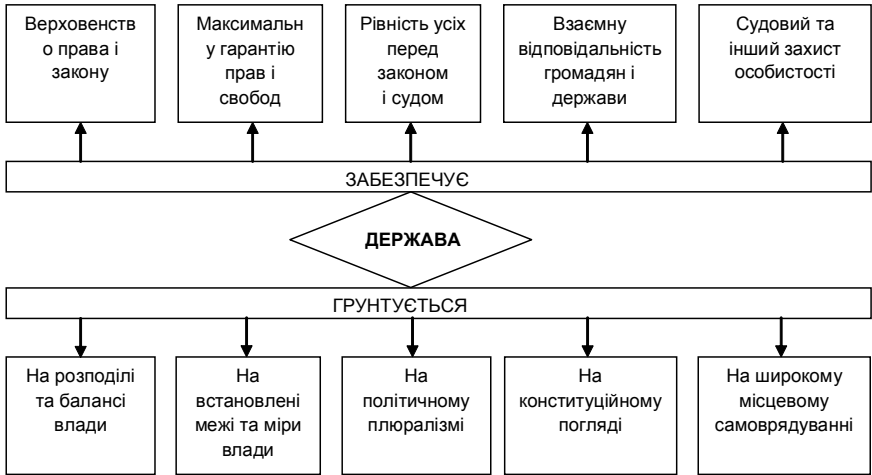 Верховенств
о права і
закону
Максимальн
у гарантію
прав і
свобод
Рівність усіх
перед
законом
і судом
Взаємну
відповідальність
громадян і
держави
Судовий та
інший захист
особистості
ЗАБЕЗПЕЧУЄ
ДЕРЖАВА
ГРУНТУЄТЬСЯ
На розподілі
та балансі
влади
На
встановлені
межі та міри
влади
На
політичному
плюралізмі
На
конституційному
погляді
На широкому
місцевому
самоврядуванні